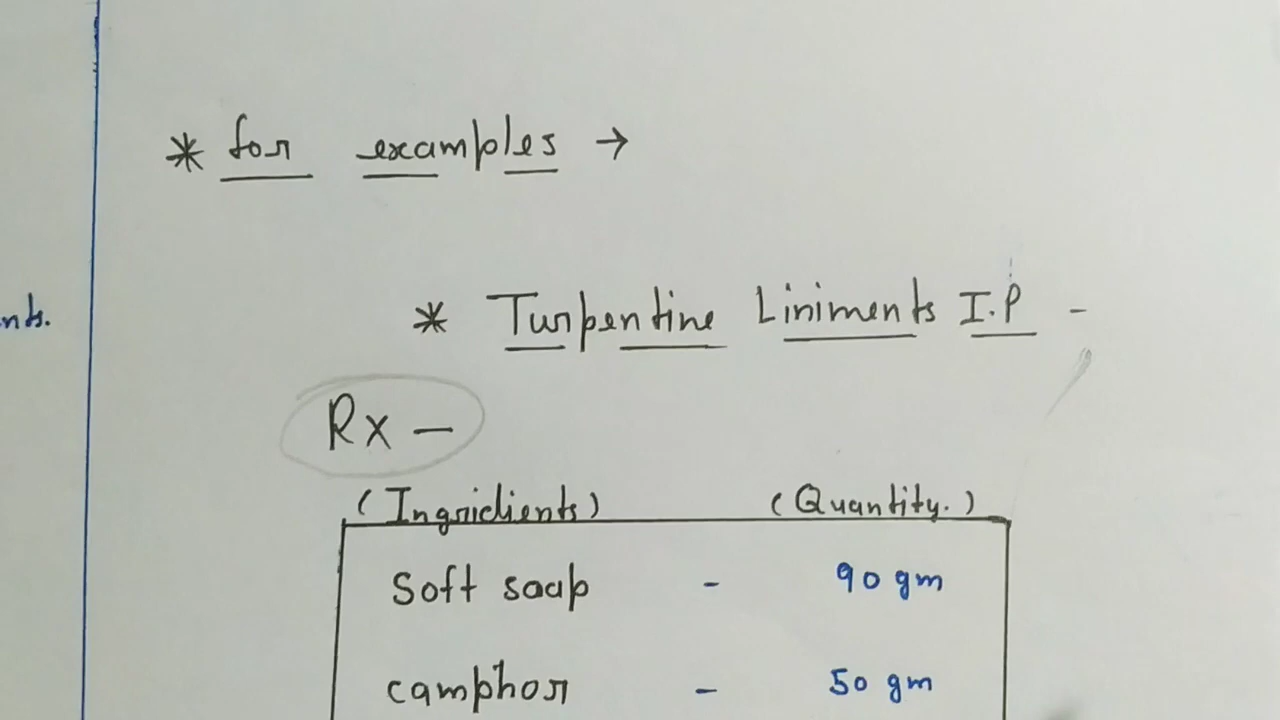 * for examples →
nts.
* Turpentine Liniments I.P -
Rx -
(Ingridients) (Quantity.)
Soft soap - 90 gm
camphor - 50 gm